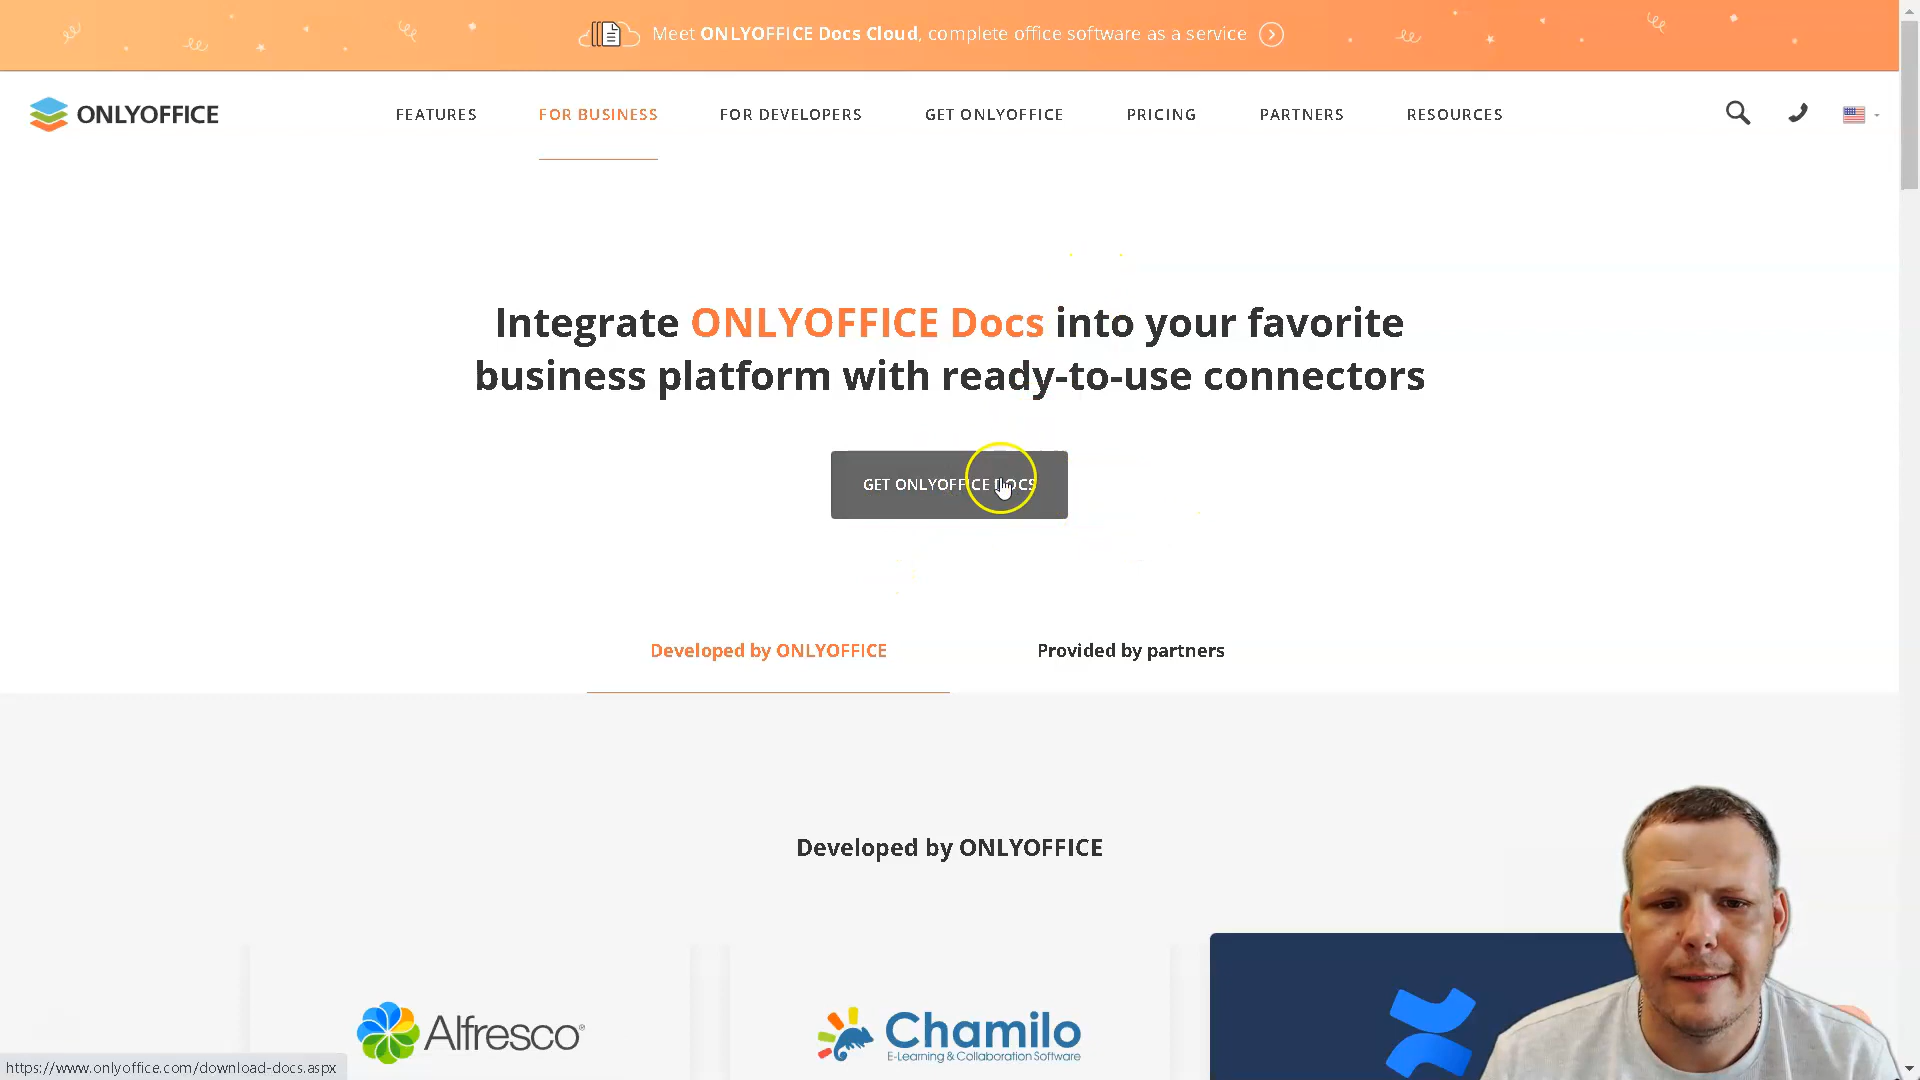 Meet ONLYOFFICE Docs Cloud, complete office software as a service
ONLYOFFICE
FEATURES
FOR BUSINESS
FOR DEVELOPERS
GET ONLYOFFICE
PRICING
PARTNERS
RESOURCES
Integrate ONLYOFFICE Docs into your favorite
business platform with ready-to-use connectors
GET ONLYOFFICE DOCS
Developed by ONLYOFFICE
Provided by partners
Developed by ONLYOFFICE
Alfresco®
Chamilo
E-Learning & Collaboration Software
https://www.onlyoffice.com/download-docs.aspx